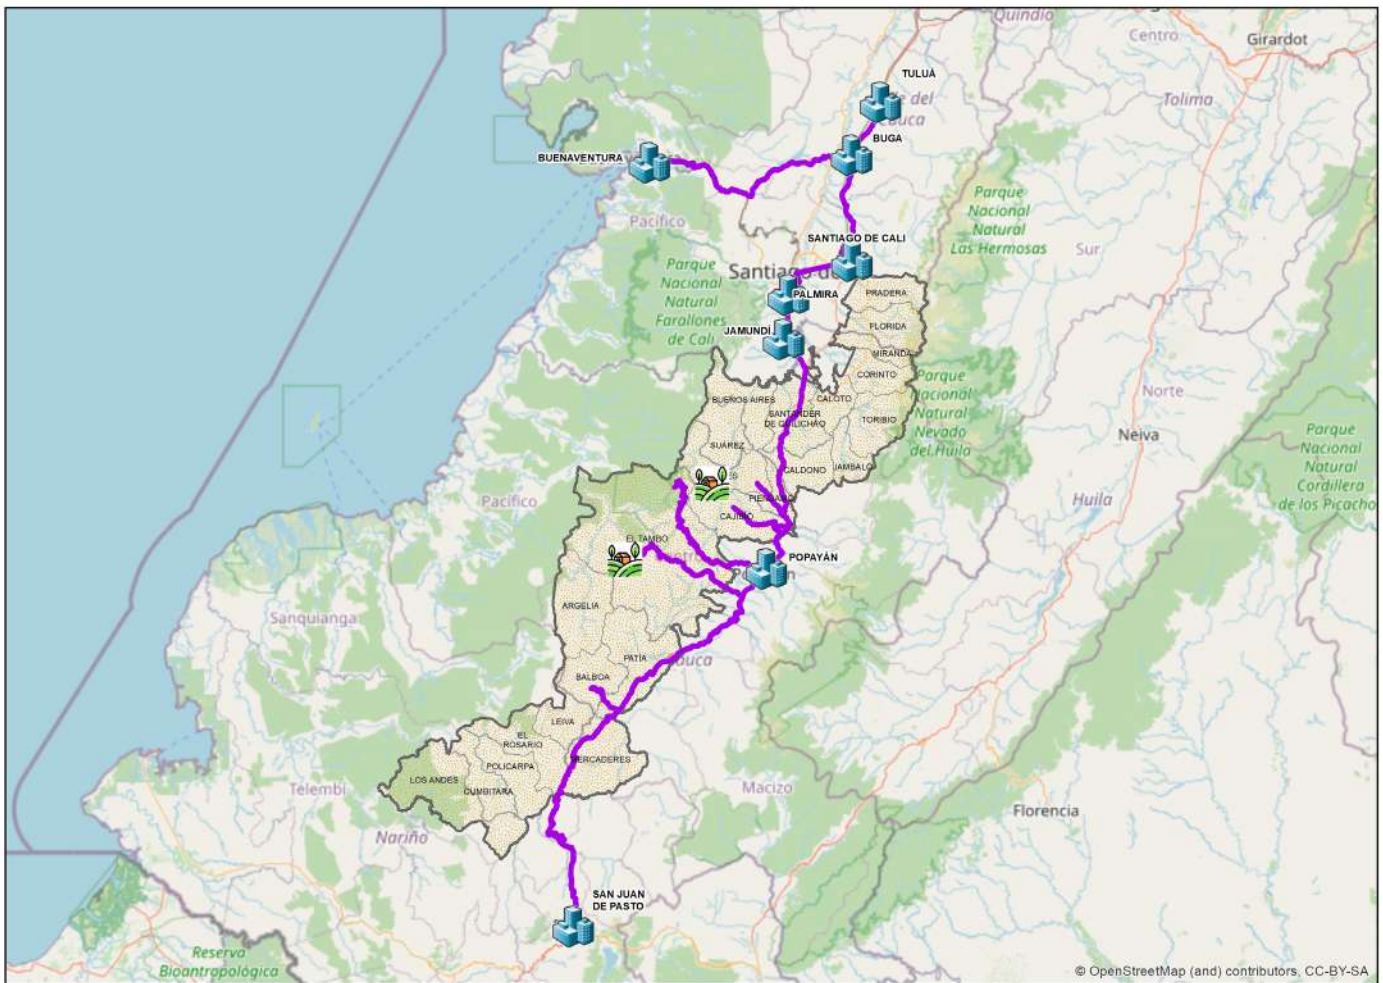 Quindío
Centro
Girardot
TULUÁ
Tolima
BUGA
BUENAVENTURA
Parque
Nacional
Natural
Las Hermosas
Pacífico
SANTIAGO DE CALI
Sur
Parque
Nacional
Natural
Farallones
de Cali
Santiago de
PALMIRA
PRADERA
JAMUNDÍ
FLORIDA
MIRANDA
CORINTO
Parque
Nacional
Natural
Nevado
del Huila
Norte
BUENOS AIRES
CALOTO
SANTANDER
DE QUILICHAO
TORIBIO
Neiva
Parque
Nacional
Natural
Cordillera
de los Picachos
SUÁREZ
CALDONO
JAMBALÓ
Pacífico
PIENDAMÓ
Huila
CAJIBÍO
EL TAMBO
POPAYÁN
ARGELIA
Sanquianga
PATÍA
Cauca
BALBOA
LEIVA
EL
ROSARIO
MERCADERES
POLICARPA
LOS ANDES
CUMBITARA
Telembí
Macizo
Florencia
Nariño
SAN JUAN
DE PASTO
Reserva
Bioantropológica
© OpenStreetMap (and) contributors, CC-BY-SA